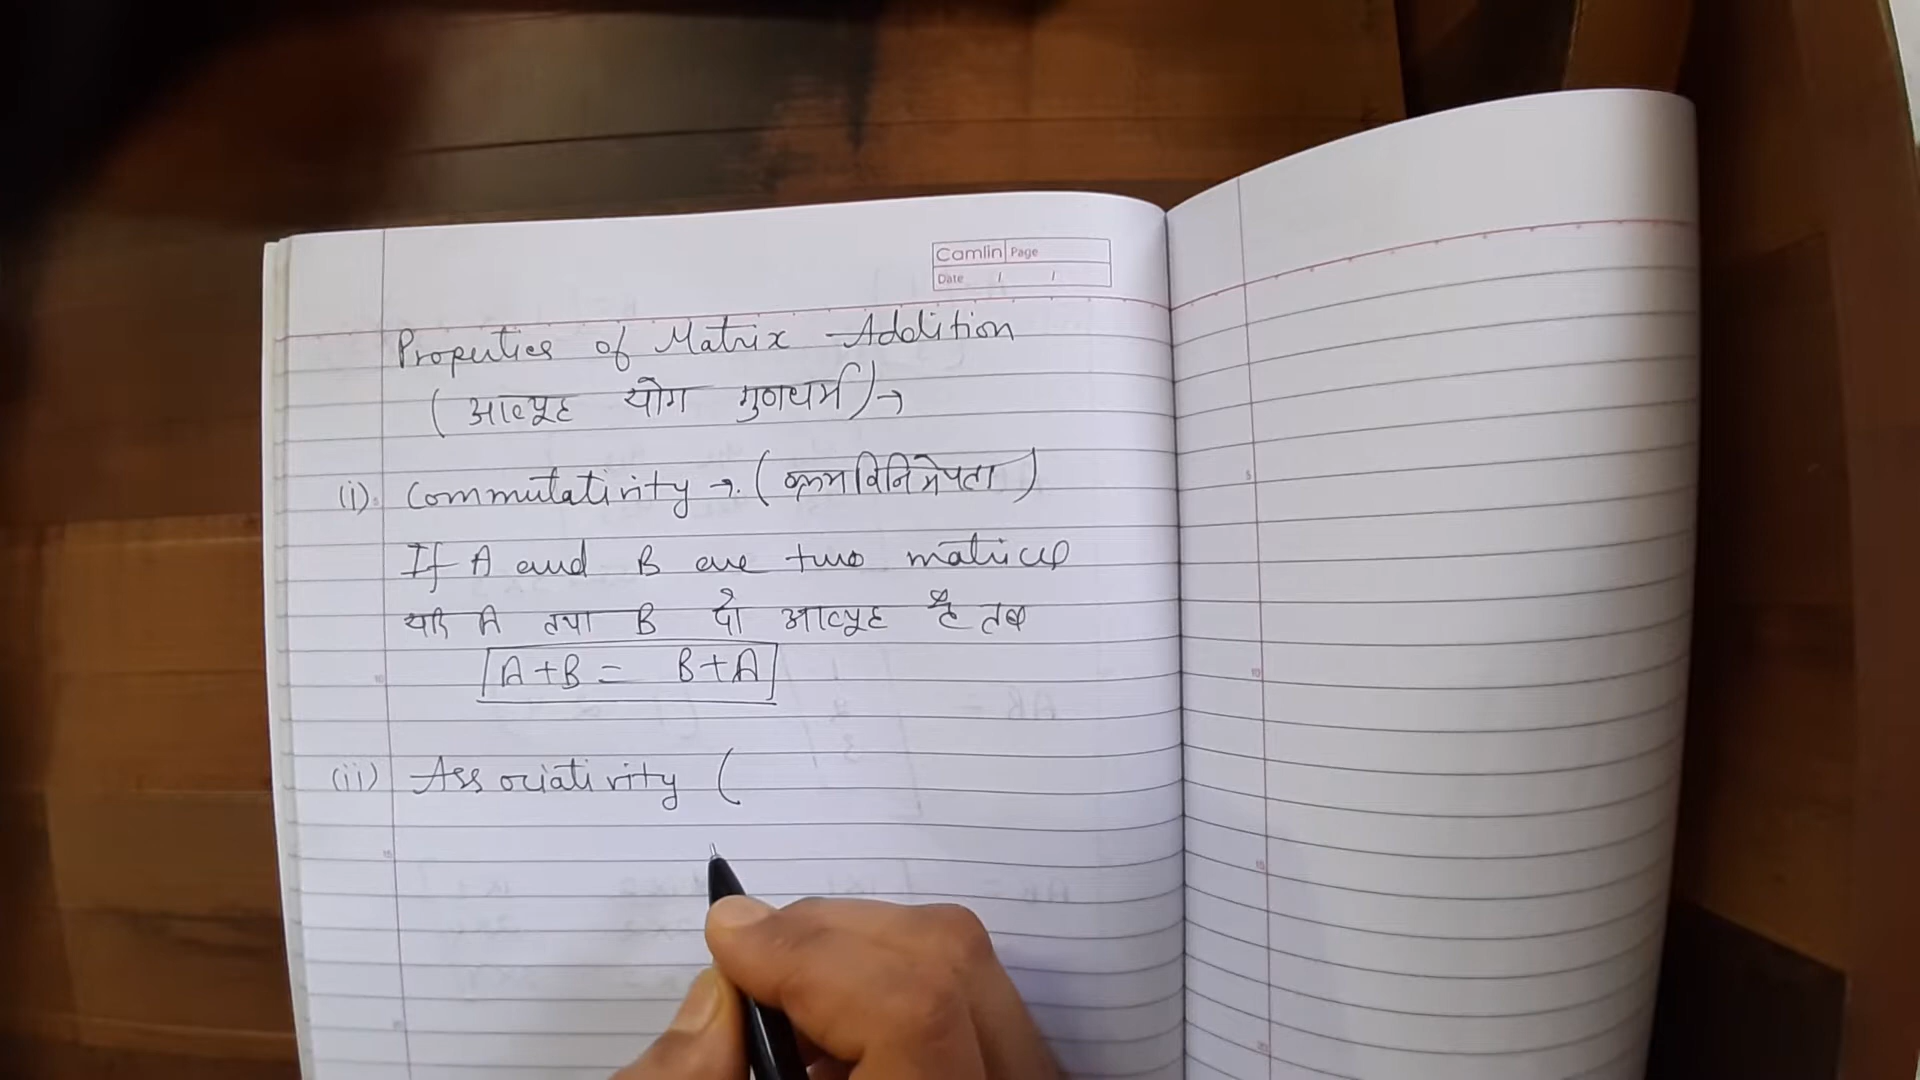 Camlin Page
Date / /
Properties of Matrix Addition
( आव्यूह योग गुणधर्म) →
(i). Commutativity →. (क्रमविनिमेयता)
If A and B are two matrices
यदि A तथा B दो आव्यूह है तब
A+B = B+A
(ii) Associativity (